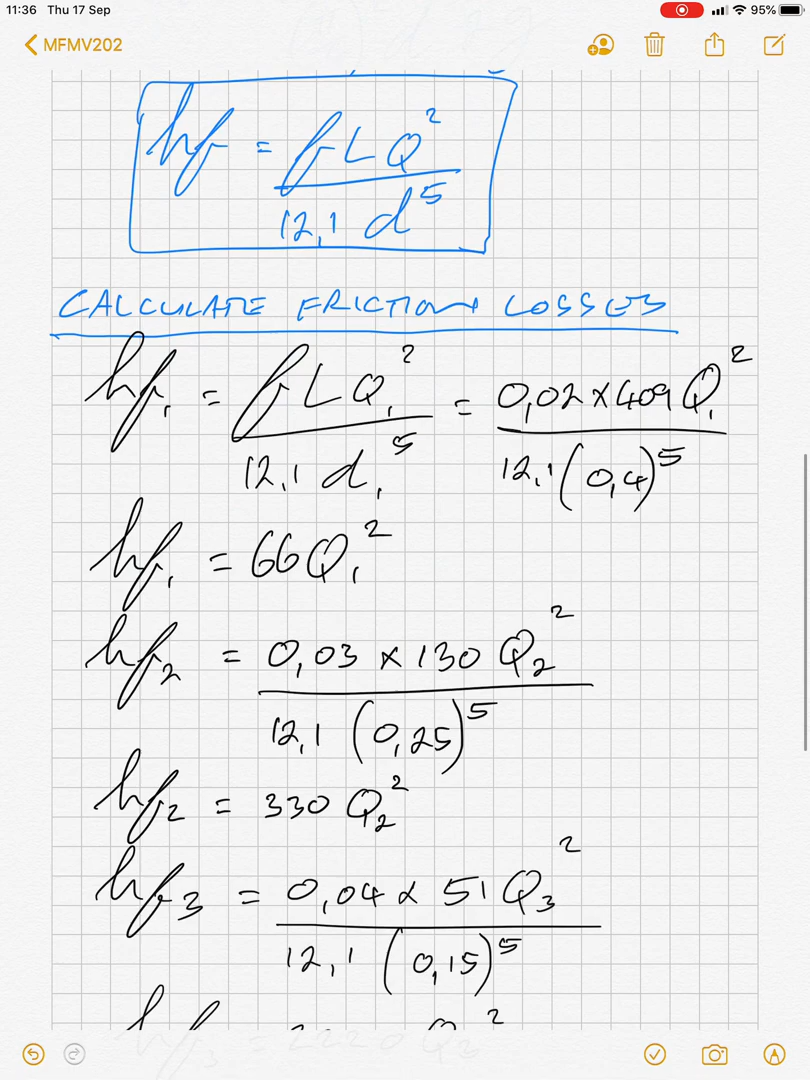 11:36 Thu 17 Sep 95%
MFMV202
hf = fLQ² / 12,1 d⁵
CALCULATE FRICTION LOSSES
hf₁ = fLQ₁² / 12,1 d₁⁵ = 0,02 × 409 Q₁² / 12,1 (0,4)⁵
hf₁ = 66Q₁²
hf₂ = 0,03 × 130 Q₂² / 12,1 (0,25)⁵
hf₂ = 330 Q₂²
hf₃ = 0,04 × 51 Q₃² / 12,1 (0,15)⁵